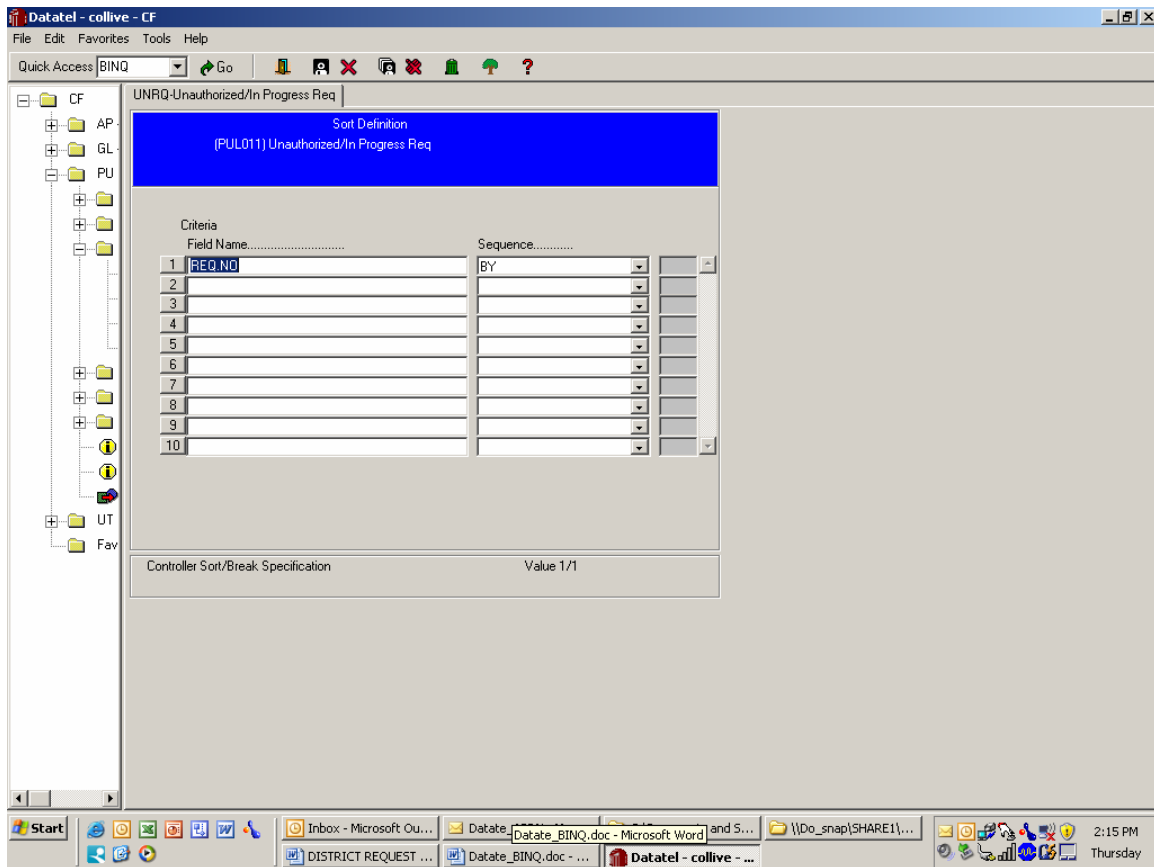 Datatel - collive - CF
File Edit Favorites Tools Help
Quick Access BINQ Go
CF
AP
GL
PU
UT
Fav
UNRQ-Unauthorized/In Progress Req
Sort Definition
(PUL011) Unauthorized/In Progress Req
Criteria
Field Name............................ Sequence............
1 REQ.NO BY
2
3
4
5
6
7
8
9
10
Controller Sort/Break Specification Value 1/1
Start
Inbox - Microsoft Ou...
Datate_
and S...
\\Do_snap\SHARE1\...
Datate_BINQ.doc - Microsoft Word
2:15 PM
DISTRICT REQUEST ...
Datate_BINQ.doc - ...
Datatel - collive - ...
Thursday